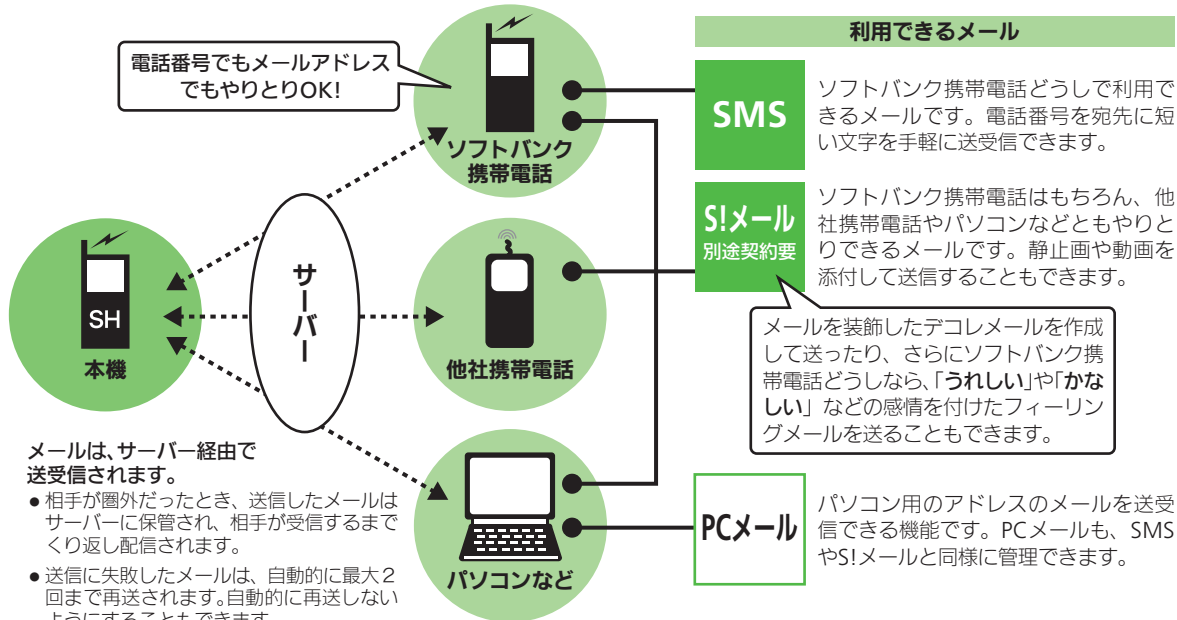 電話番号でもメールアドレス
でもやりとりOK!
ソフトバンク
携帯電話
サーバー
SH
本機
他社携帯電話
パソコンなど
メールは、サーバー経由で
送受信されます。
●相手が圏外だったとき、送信したメールは
サーバーに保管され、相手が受信するまで
くり返し配信されます。
●送信に失敗したメールは、自動的に最大2
回まで再送されます。自動的に再送しない
ようにすることもできます。
利用できるメール
SMS
ソフトバンク携帯電話どうしで利用で
きるメールです。電話番号を宛先に短
い文字を手軽に送受信できます。
S!メール
別途契約要
ソフトバンク携帯電話はもちろん、他
社携帯電話やパソコンなどともやりと
りできるメールです。静止画や動画を
添付して送信することもできます。
メールを装飾したデコレメールを作成
して送ったり、さらにソフトバンク携
帯電話どうしなら、「うれしい」や「かな
しい」などの感情を付けたフィーリン
グメールを送ることもできます。
PCメール
パソコン用のアドレスのメールを送受
信できる機能です。PCメールも、SMS
やS!メールと同様に管理できます。